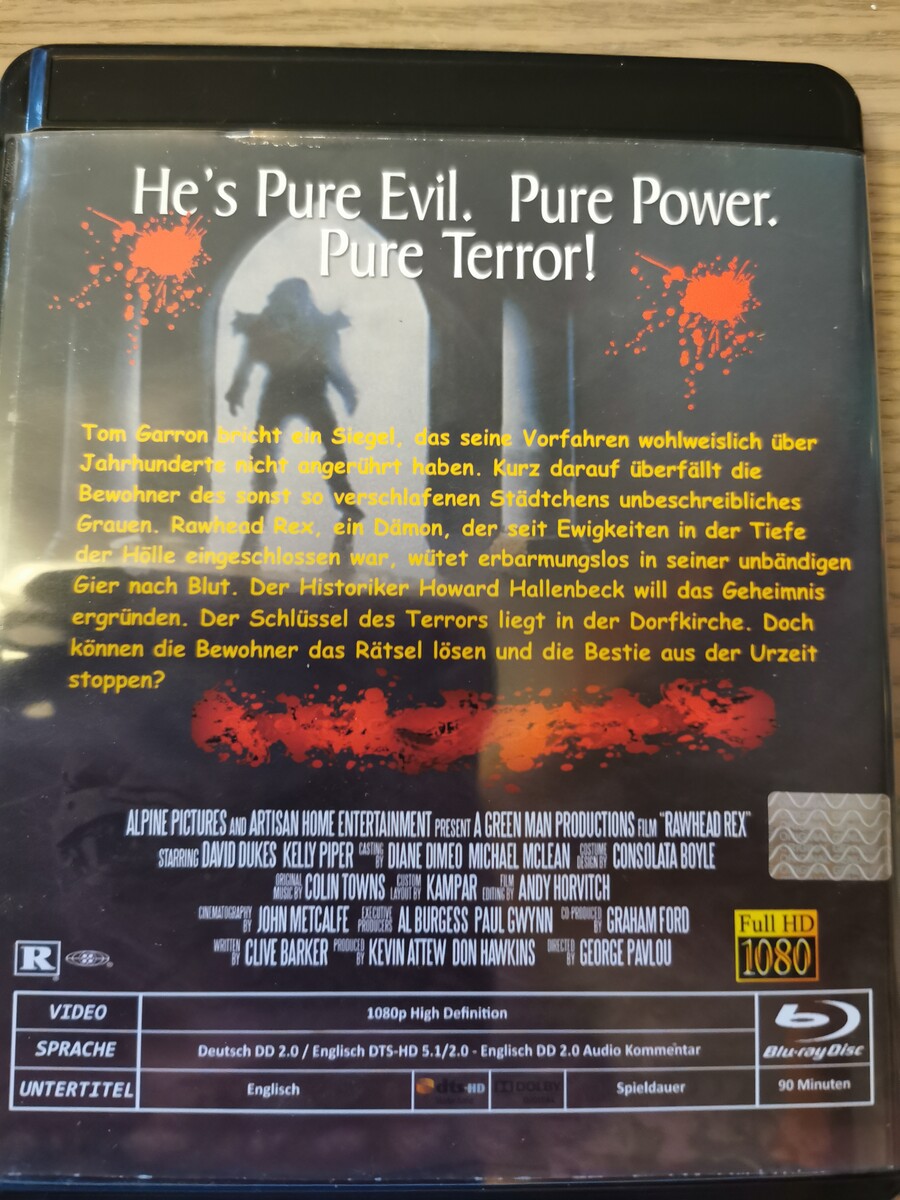 He's Pure Evil. Pure Power.
Pure Terror!
Tom Garron bricht ein Siegel, das seine Vorfahren wohlweislich über
Jahrhunderte nicht angerührt haben. Kurz darauf überfällt die
Bewohner des sonst so verschlafenen Städtchens unbeschreibliches
Grauen. Rawhead Rex, ein Dämon, der seit Ewigkeiten in der Tiefe
der Hölle eingeschlossen war, wütet erbarmungslos in seiner unbändigen
Gier nach Blut. Der Historiker Howard Hallenbeck will das Geheimnis
ergründen. Der Schlüssel des Terrors liegt in der Dorfkirche. Doch
können die Bewohner das Rätsel lösen und die Bestie aus der Urzeit
stoppen?
ALPINE PICTURES AND ARTISAN HOME ENTERTAINMENT PRESENT A GREEN MAN PRODUCTIONS FILM "RAWHEAD REX"
STARRING DAVID DUKES KELLY PIPER CASTING BY DIANE DIMEO MICHAEL MCLEAN COSTUME DESIGN BY CONSOLATA BOYLE
ORIGINAL MUSIC BY COLIN TOWNS CUSTOM LAYOUT BY KAMPAR FILM EDITING BY ANDY HORVITCH
CINEMATOGRAPHY BY JOHN METCALFE EXECUTIVE PRODUCERS AL BURGESS PAUL GWYNN CO-PRODUCED BY GRAHAM FORD
WRITTEN BY CLIVE BARKER PRODUCED BY KEVIN ATTEW DON HAWKINS DIRECTED BY GEORGE PAVLOU
Full HD
1080
R
VIDEO 1080p High Definition
SPRACHE Deutsch DD 2.0 / Englisch DTS-HD 5.1/2.0 - Englisch DD 2.0 Audio Kommentar
Blu-ray Disc
UNTERTITEL Englisch dts-HD DOLBY Spieldauer 90 Minuten